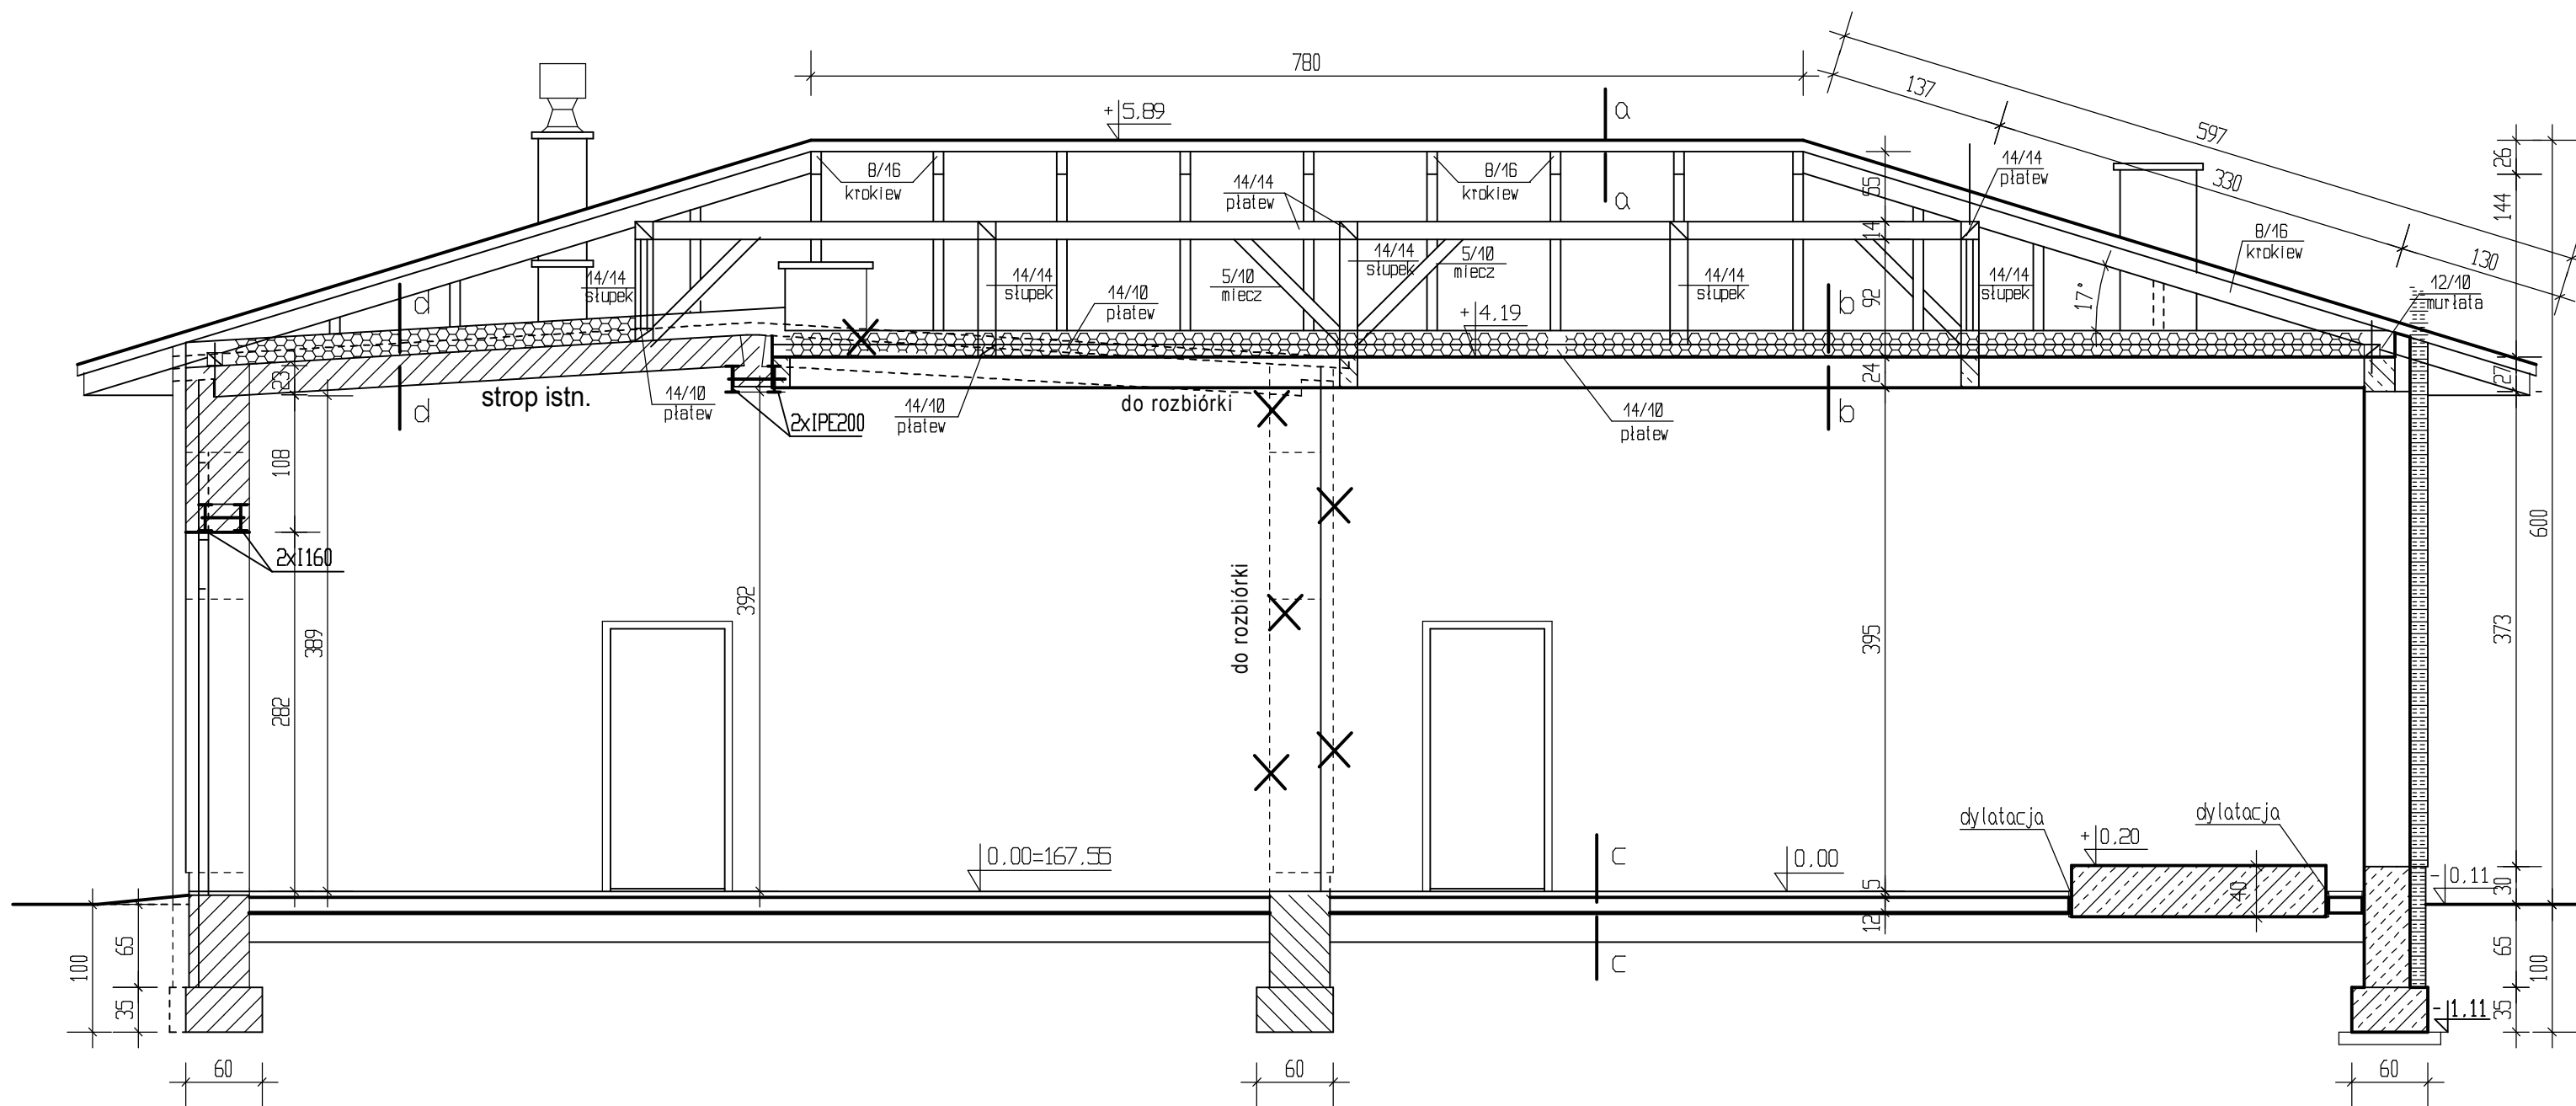 780
137
597
330
130
+5,89
a
a
8/16
krokiew
8/16
krokiew
14/14
płatew
14/14
płatew
8/16
krokiew
12/10
murłata
17°
65
14
92
24
395
5
12
26
144
27
373
30
65
35
600
100
14/14
słupek
14/14
słupek
14/10
płatew
5/10
miecz
14/14
słupek
5/10
miecz
+4,19
14/14
słupek
14/14
słupek
d
d
b
b
23
strop istn.
14/10
płatew
2xIPE200
14/10
płatew
do rozbiórki
14/10
płatew
108
2xI160
282
389
392
do rozbiórki
dylatacja
dylatacja
+0,20
40
0,00=167,55
0,00
c
c
-0,11
-1,11
100
65
35
60
60
60